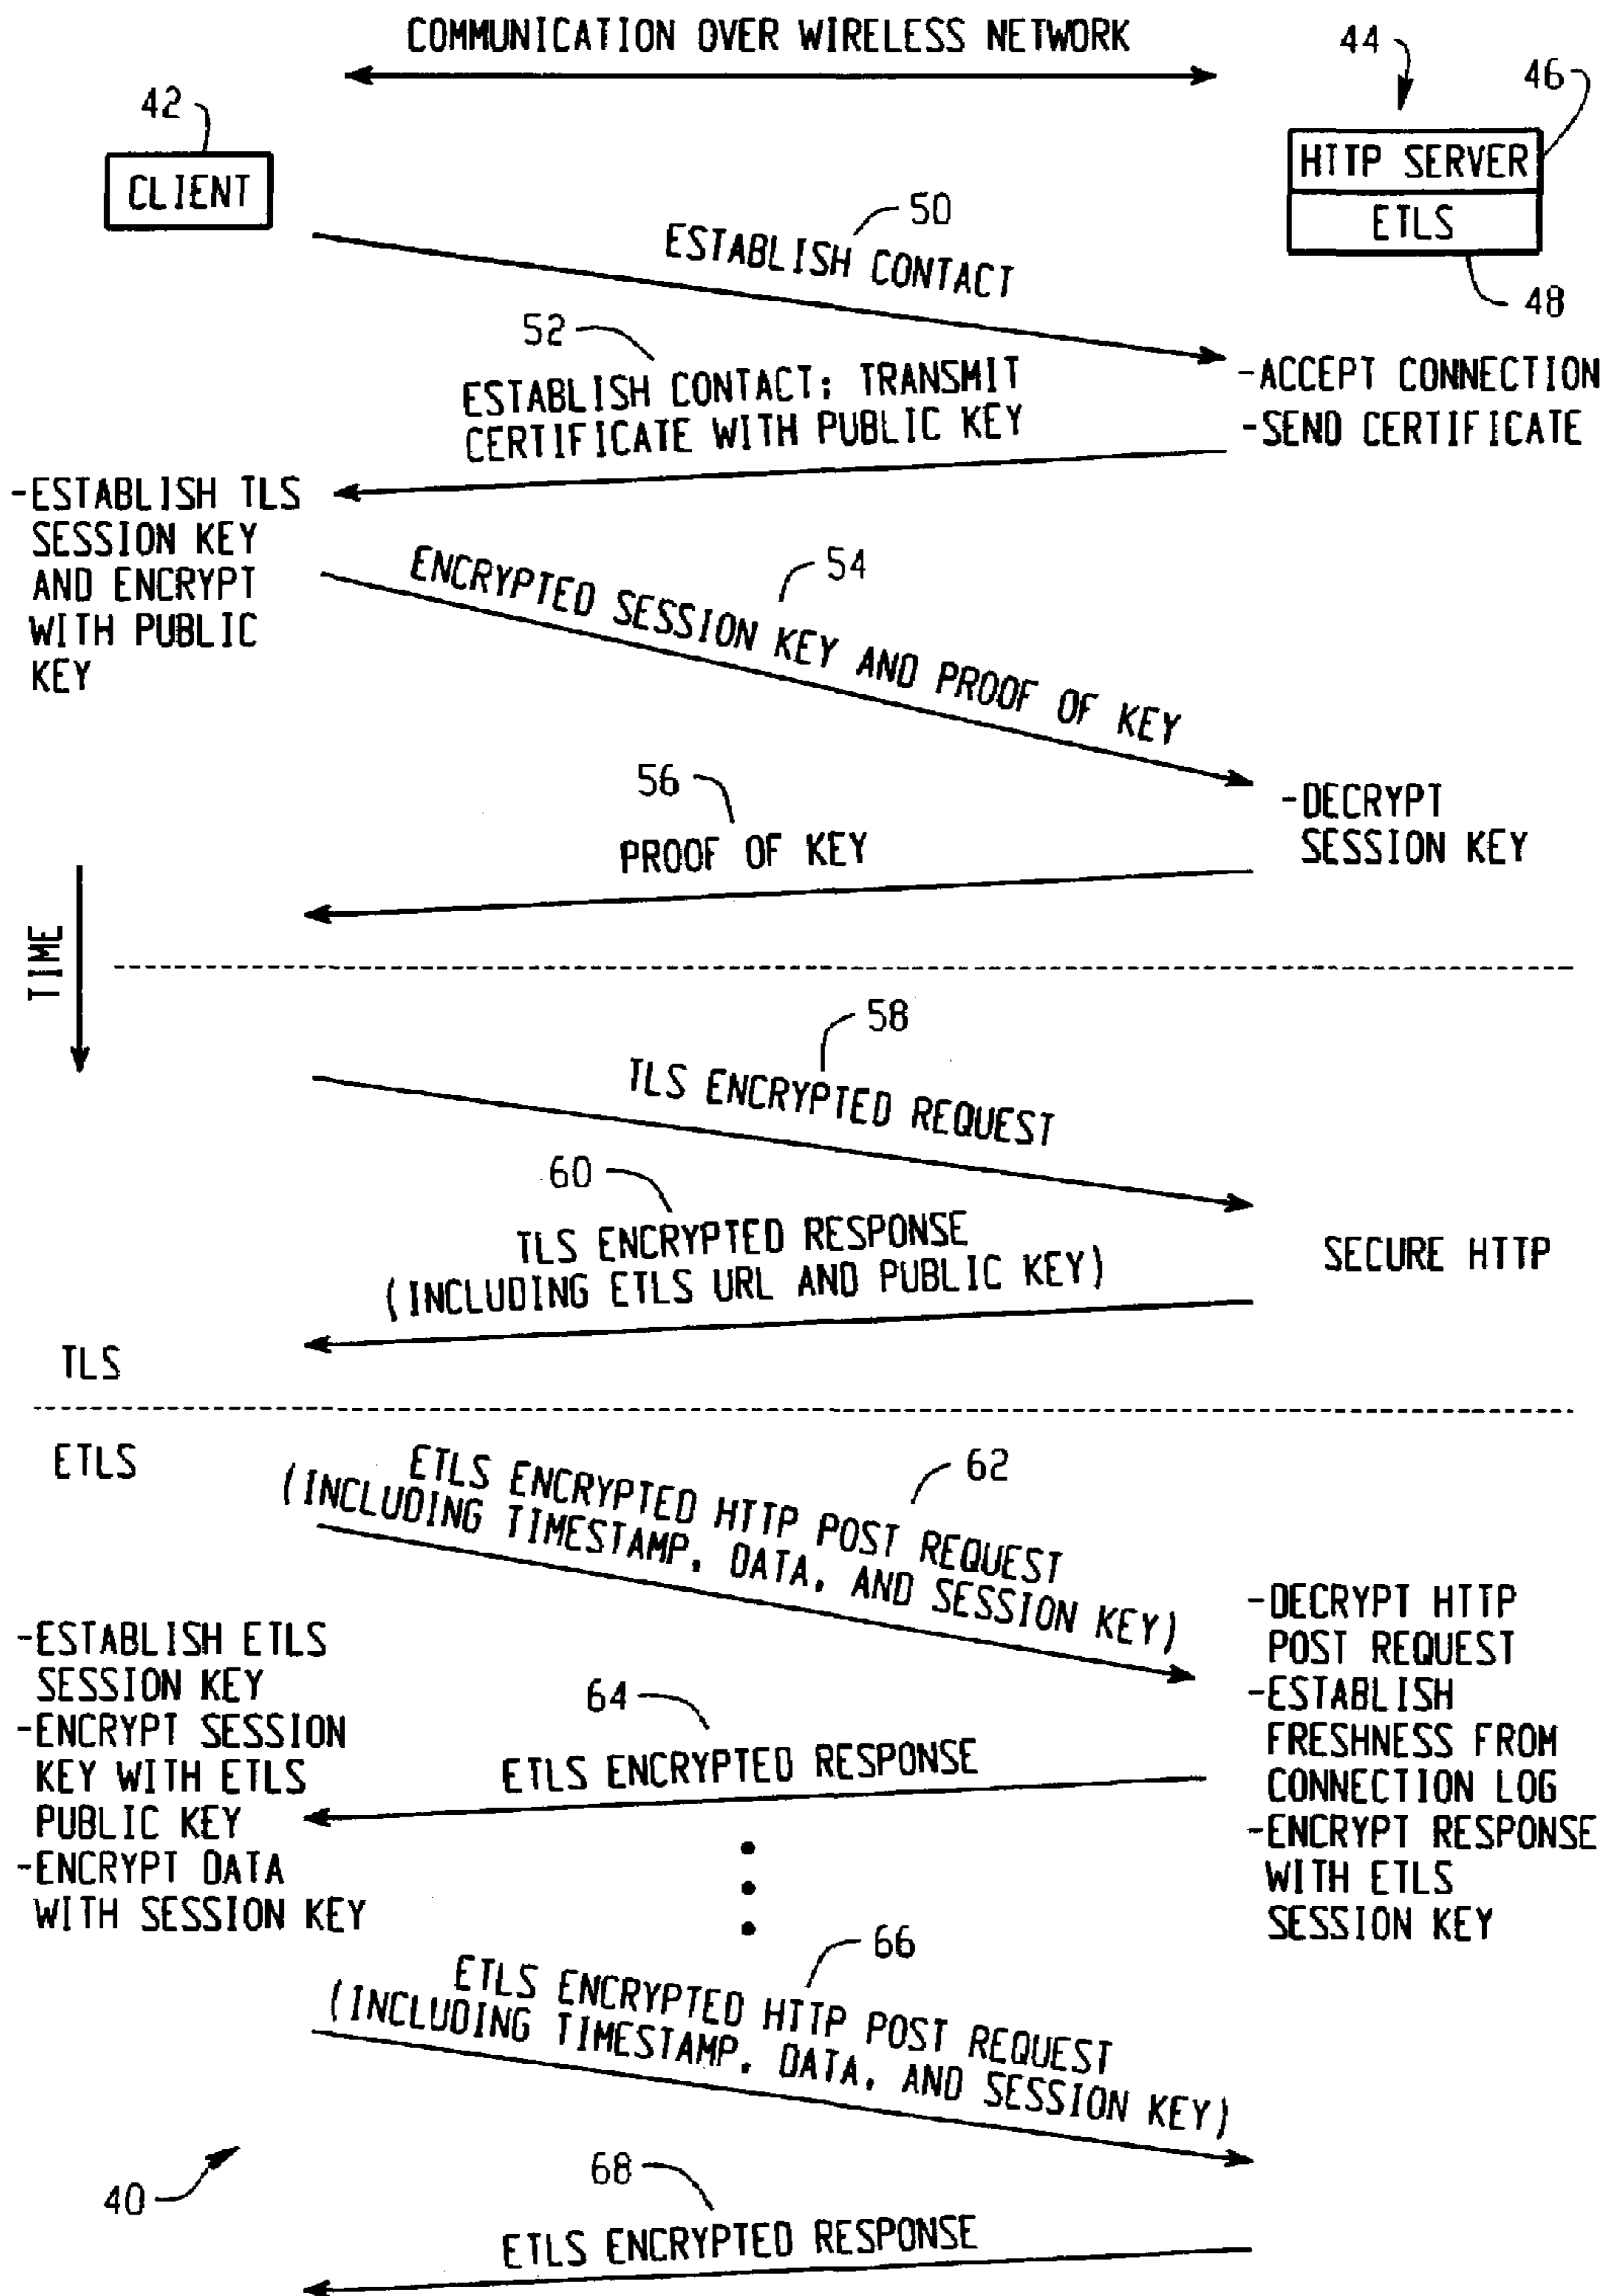 COMMUNICATION OVER WIRELESS NETWORK
44
46
42
CLIENT
HTTP SERVER
ETLS
48
50
ESTABLISH CONTACT
52
ESTABLISH CONTACT; TRANSMIT
CERTIFICATE WITH PUBLIC KEY
-ACCEPT CONNECTION
-SEND CERTIFICATE
-ESTABLISH TLS
SESSION KEY
AND ENCRYPT
WITH PUBLIC
KEY
54
ENCRYPTED SESSION KEY AND PROOF OF KEY
-DECRYPT
SESSION KEY
56
PROOF OF KEY
TIME
58
TLS ENCRYPTED REQUEST
60
TLS ENCRYPTED RESPONSE
(INCLUDING ETLS URL AND PUBLIC KEY)
SECURE HTTP
TLS
ETLS
62
ETLS ENCRYPTED HTTP POST REQUEST
(INCLUDING TIMESTAMP, DATA, AND SESSION KEY)
-ESTABLISH ETLS
SESSION KEY
-ENCRYPT SESSION
KEY WITH ETLS
PUBLIC KEY
-ENCRYPT DATA
WITH SESSION KEY
64
ETLS ENCRYPTED RESPONSE
-DECRYPT HTTP
POST REQUEST
-ESTABLISH
FRESHNESS FROM
CONNECTION LOG
-ENCRYPT RESPONSE
WITH ETLS
SESSION KEY
66
ETLS ENCRYPTED HTTP POST REQUEST
(INCLUDING TIMESTAMP, DATA, AND SESSION KEY)
40
68
ETLS ENCRYPTED RESPONSE